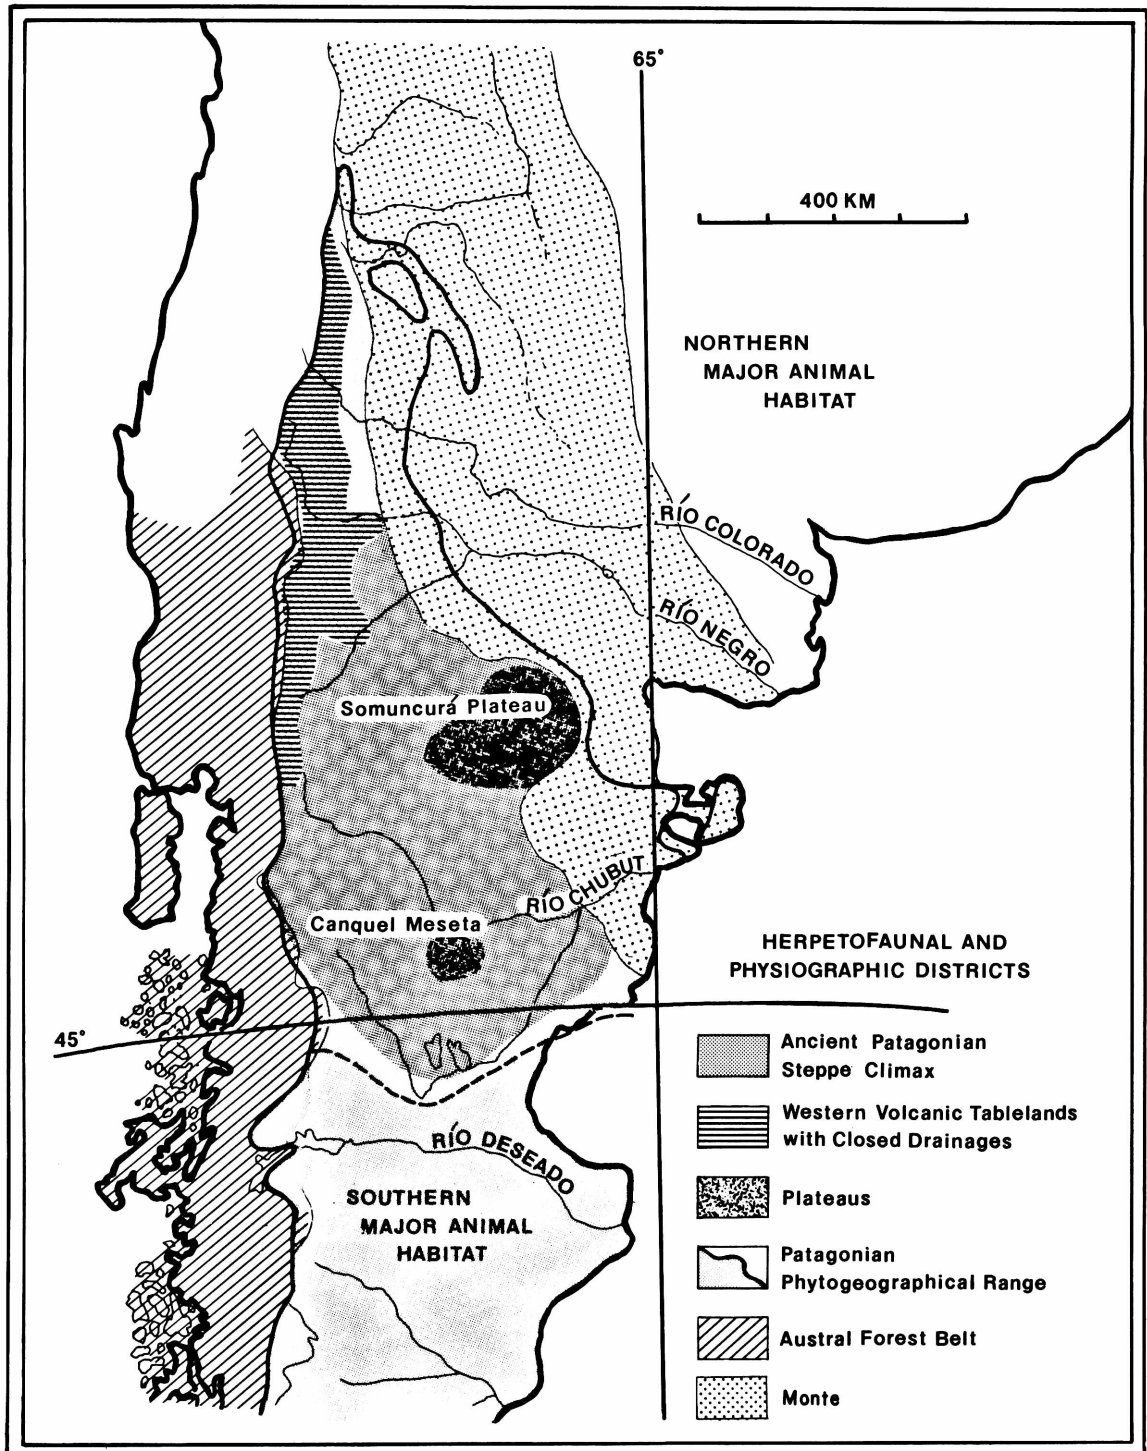 65°
400 KM
NORTHERN
MAJOR ANIMAL
HABITAT
RÍO COLORADO
RÍO NEGRO
Somuncurá Plateau
RÍO CHUBUT
Canquel Meseta
HERPETOFAUNAL AND
PHYSIOGRAPHIC DISTRICTS
45°
Ancient Patagonian
Steppe Climax
Western Volcanic Tablelands
with Closed Drainages
RÍO DESEADO
SOUTHERN
MAJOR ANIMAL
HABITAT
Plateaus
Patagonian
Phytogeographical Range
Austral Forest Belt
Monte